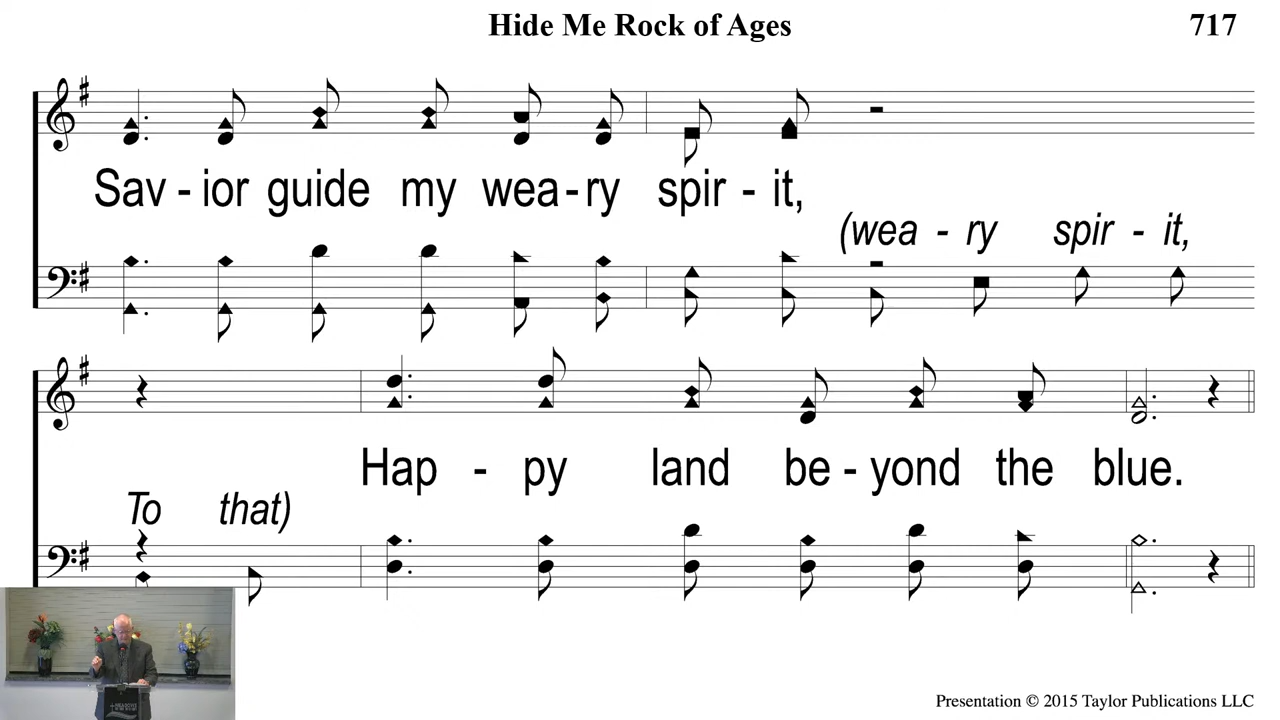 Hide Me Rock of Ages 717
Sav - ior guide my wea - ry spir - it,
(wea - ry spir - it,
Hap - py land be - yond the blue.
To that)
Presentation © 2015 Taylor Publications LLC